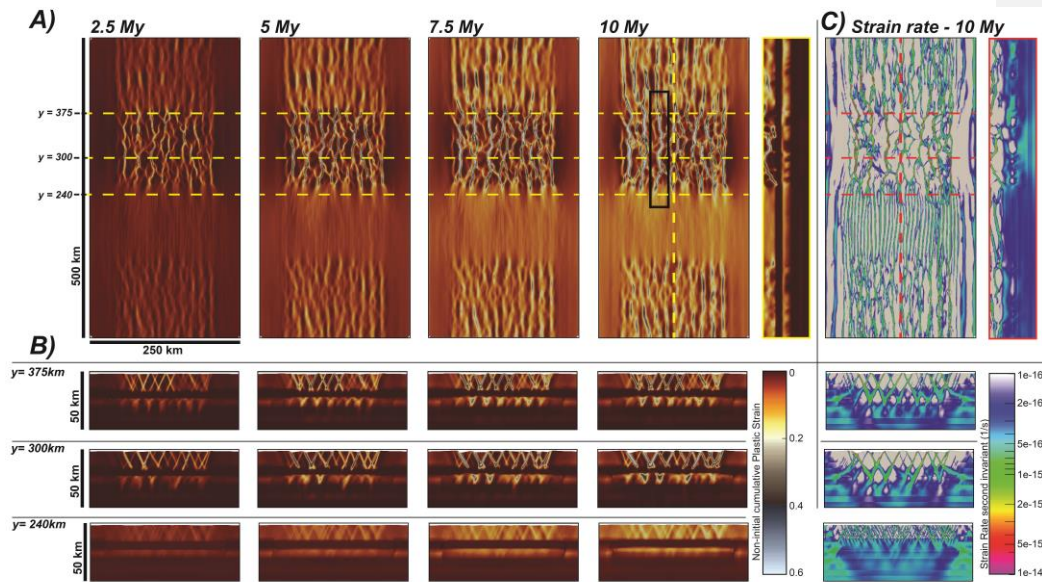 A)
2.5 My
5 My
7.5 My
10 My
C) Strain rate - 10 My
y = 375
y = 300
y = 240
500 km
250 km
B)
y= 375km
50 km
y= 300km
50 km
y= 240km
50 km
Non-initial cumulative Plastic Strain
0
0.2
0.4
0.6
Strain Rate second invariant (1/s)
1e-16
2e-16
5e-16
1e-15
2e-15
5e-15
1e-14